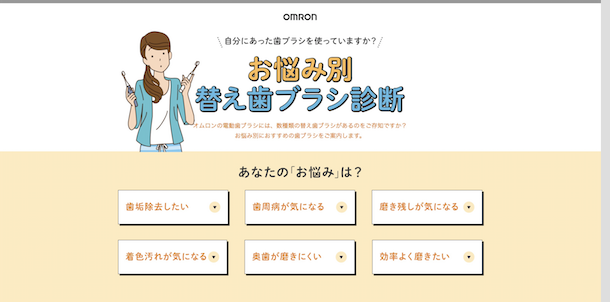 OMRON
自分にあった歯ブラシを使っていますか?
お悩み別
替え歯ブラシ診断
オムロンの電動歯ブラシには、数種類の替え歯ブラシがあるのをご存知ですか?
お悩み別におすすめの歯ブラシをご案内します。
あなたの「お悩み」は?
歯垢除去したい
歯周病が気になる
磨き残しが気になる
着色汚れが気になる
奥歯が磨きにくい
効率よく磨きたい